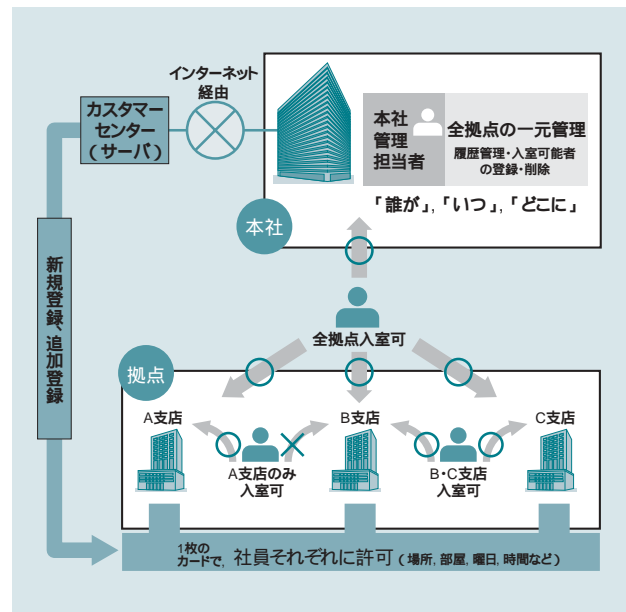 インターネット
経由
カスタマー
センター
（サーバ）
本社
管理
担当者
全拠点の一元管理
履歴管理・入室可能者
の登録・削除
「誰が」,「いつ」,「どこに」
本社
新規登録、追加登録
全拠点入室可
拠点
A支店
B支店
C支店
A支店のみ
入室可
B・C支店
入室可
1枚の
カードで, 社員それぞれに許可（場所, 部屋, 曜日, 時間など）